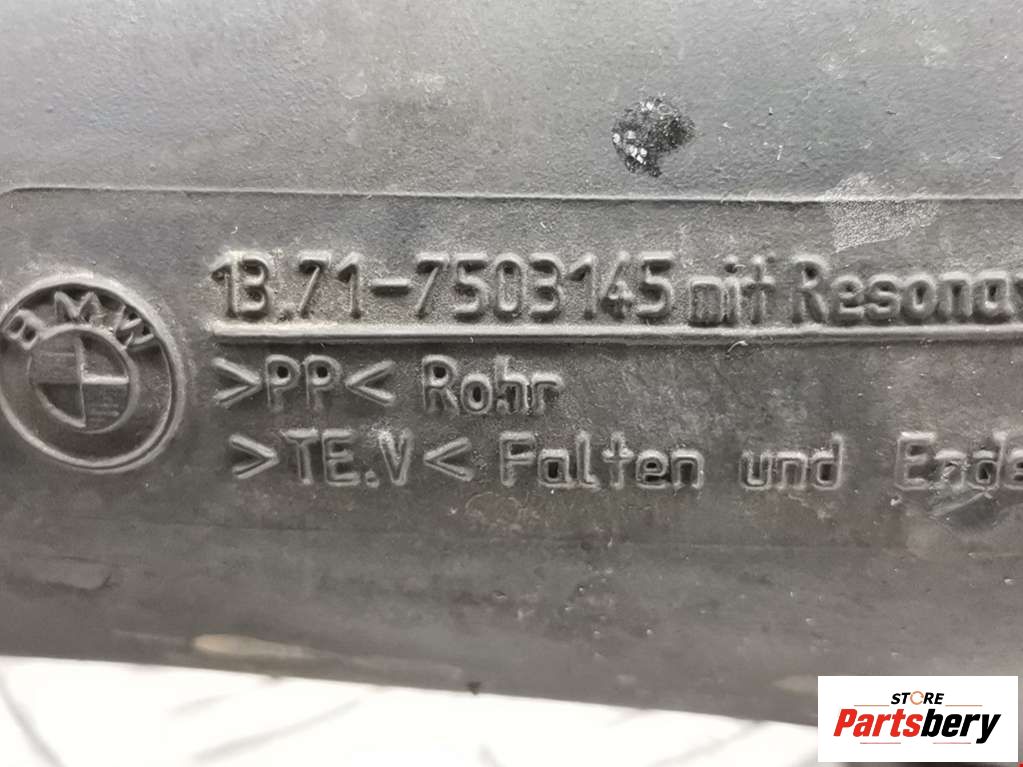 BMW
13.71-7503145 mit
>PP< Rohr
>TE.V< Falten und
STORE
Partsbery